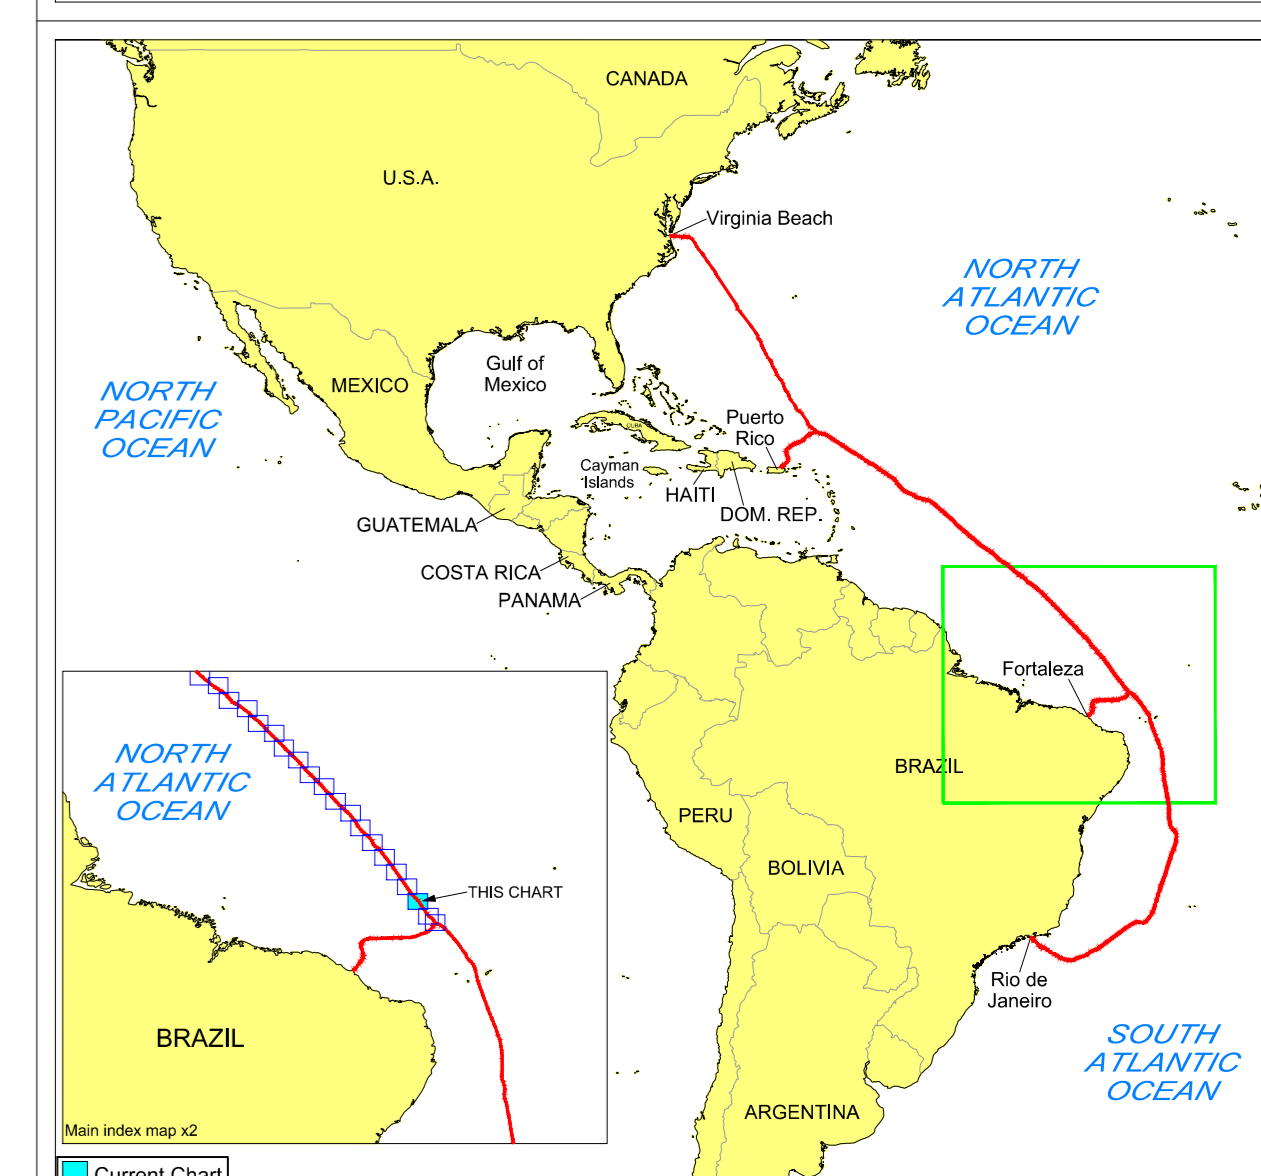 CANADA
U.S.A.
Virginia Beach
NORTH
ATLANTIC
OCEAN
NORTH
PACIFIC
OCEAN
MEXICO
Gulf of
Mexico
CUBA
Puerto
Rico
Cayman
Islands
HAITI
DOM. REP.
GUATEMALA
COSTA RICA
PANAMA
Fortaleza
BRAZIL
PERU
BOLIVIA
Rio de
Janeiro
SOUTH
ATLANTIC
OCEAN
ARGENTINA
NORTH
ATLANTIC
OCEAN
THIS CHART
BRAZIL
Main index map x2
Current Chart